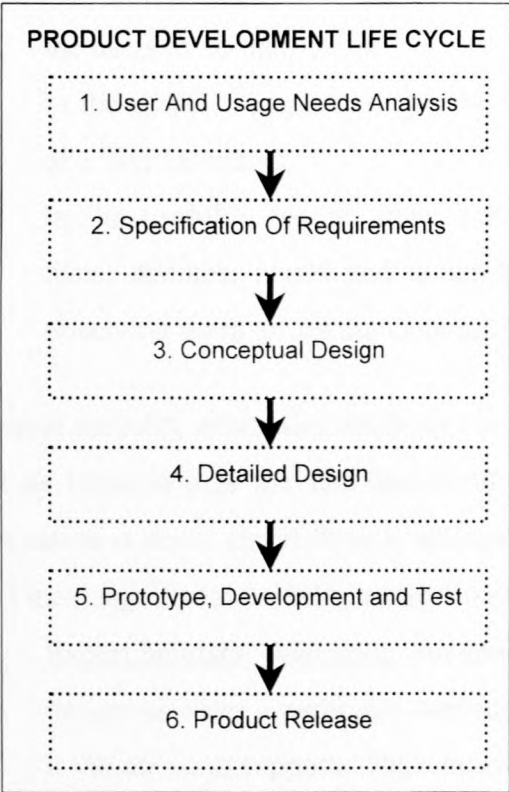 PRODUCT DEVELOPMENT LIFE CYCLE
1. User And Usage Needs Analysis
2. Specification Of Requirements
3. Conceptual Design
4. Detailed Design
5. Prototype, Development and Test
6. Product Release